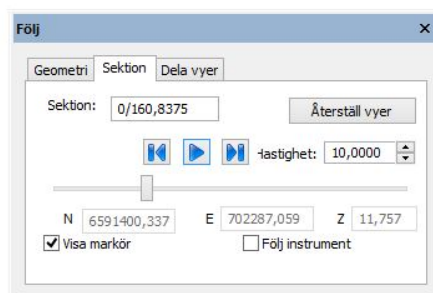 Följ
Geometri Sektion Dela vyer
Sektion: 0/160,8375 Återställ vyer
Hastighet: 10,0000
N 6591400,337 E 702287,059 Z 11,757
Visa markör Följ instrument